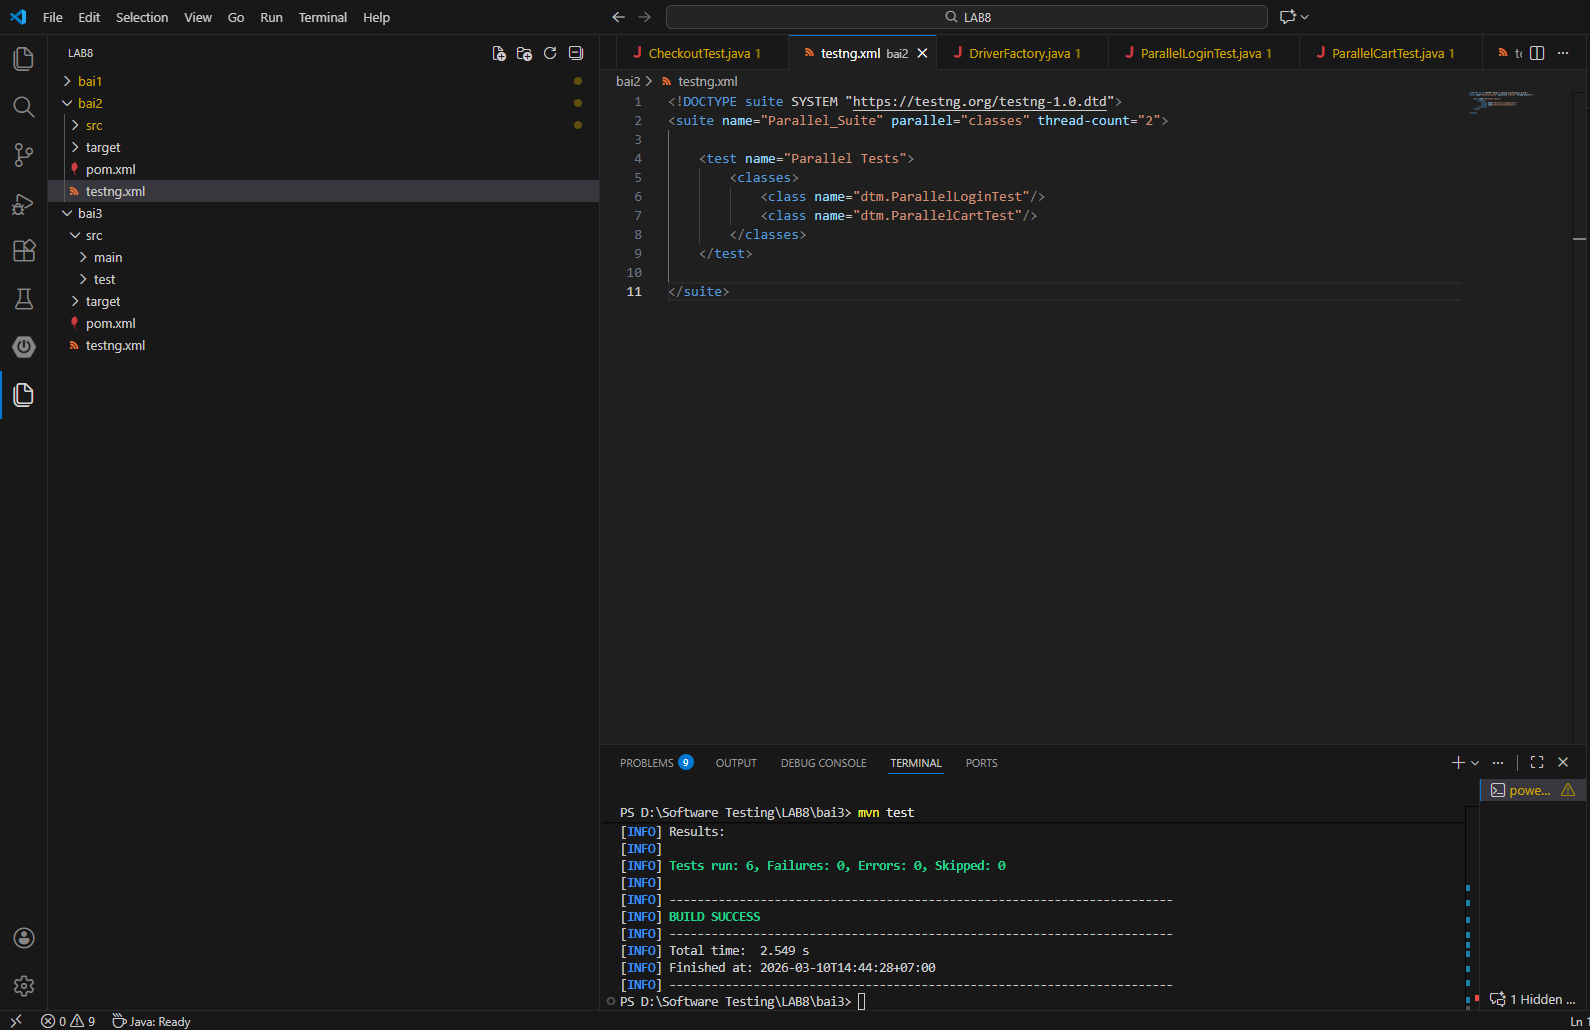 File Edit Selection View Go Run Terminal Help
LAB8
LAB8
bai1
bai2
src
target
pom.xml
testng.xml
bai3
src
main
test
target
pom.xml
testng.xml
CheckoutTest.java 1
testng.xml bai2
DriverFactory.java 1
ParallelLoginTest.java 1
ParallelCartTest.java 1
bai2 > testng.xml
1 <!DOCTYPE suite SYSTEM "https://testng.org/testng-1.0.dtd">
2 <suite name="Parallel_Suite" parallel="classes" thread-count="2">
3
4 <test name="Parallel Tests">
5 <classes>
6 <class name="dtm.ParallelLoginTest"/>
7 <class name="dtm.ParallelCartTest"/>
8 </classes>
9 </test>
10
11 </suite>
PROBLEMS 9 OUTPUT DEBUG CONSOLE TERMINAL PORTS
powe...
PS D:\Software Testing\LAB8\bai3> mvn test
[INFO] Results:
[INFO]
[INFO] Tests run: 6, Failures: 0, Errors: 0, Skipped: 0
[INFO]
[INFO] ------------------------------------------------------------------------
[INFO] BUILD SUCCESS
[INFO] ------------------------------------------------------------------------
[INFO] Total time:  2.549 s
[INFO] Finished at: 2026-03-10T14:44:28+07:00
[INFO] ------------------------------------------------------------------------
PS D:\Software Testing\LAB8\bai3>
1 Hidden ...
0 9 Java: Ready
Ln